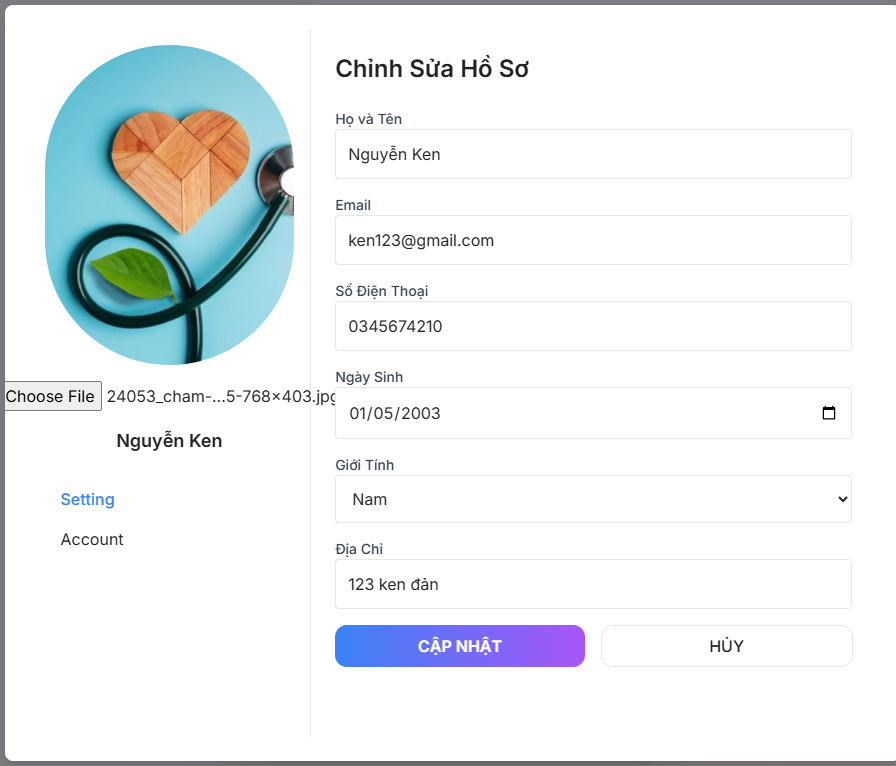 Choose File 24053_cham-...5-768x403.jpg
Nguyễn Ken
Setting
Account
Chỉnh Sửa Hồ Sơ
Họ và Tên
Nguyễn Ken
Email
ken123@gmail.com
Số Điện Thoại
0345674210
Ngày Sinh
01/05/2003
Giới Tính
Nam
Địa Chỉ
123 ken đản
CẬP NHẬT
HỦY